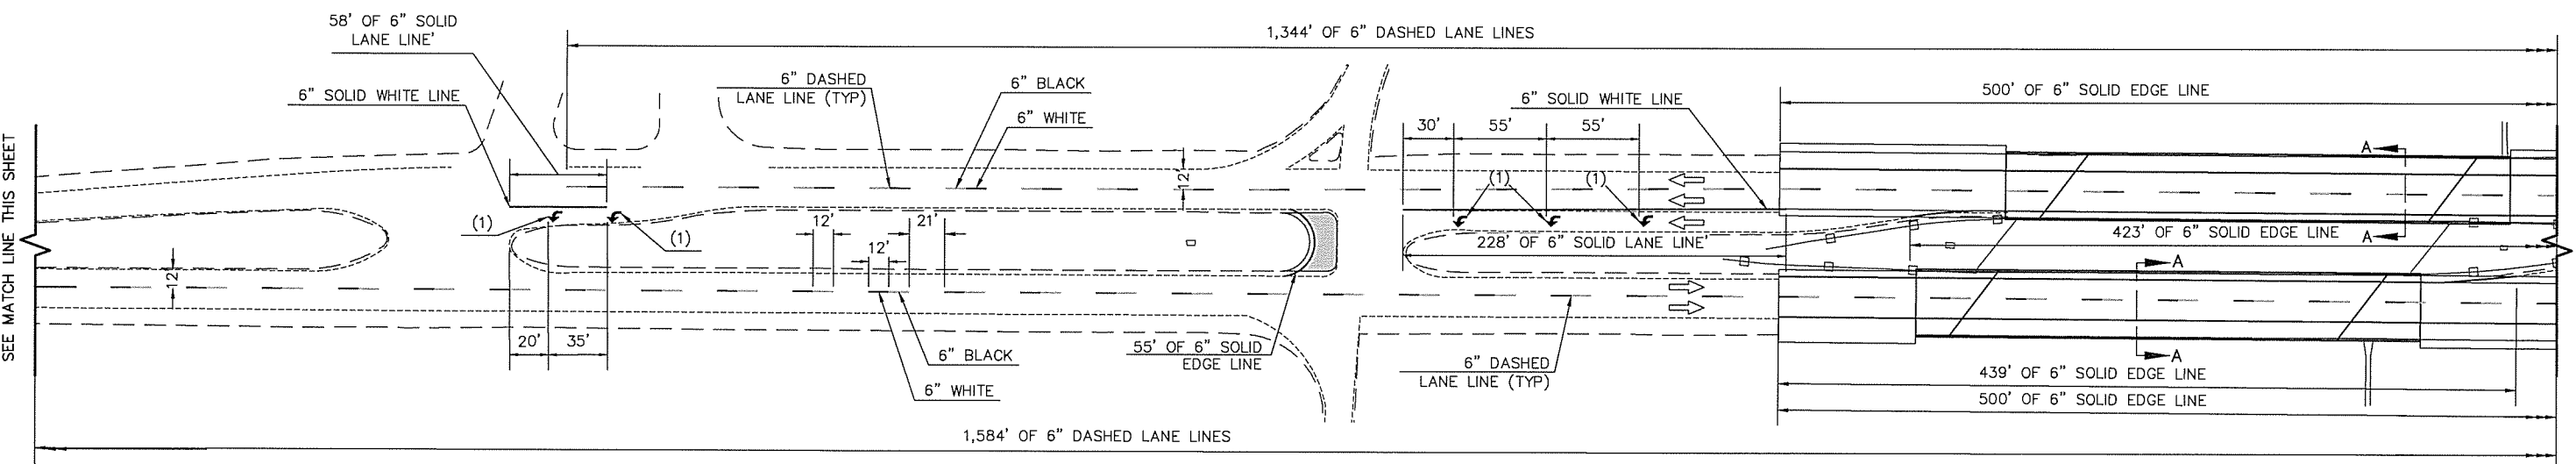 58' OF 6" SOLID
LANE LINE'
1,344' OF 6" DASHED LANE LINES
6" DASHED
LANE LINE (TYP)
6" BLACK
6" WHITE
6" SOLID WHITE LINE
6" SOLID WHITE LINE
500' OF 6" SOLID EDGE LINE
SEE MATCH LINE THIS SHEET
30'
55'
55'
12'
(1)
(1)
A
A
(1)
(1)
12'
21'
12'
228' OF 6" SOLID LANE LINE'
423' OF 6" SOLID EDGE LINE
12'
A
A
20'
35'
6" BLACK
6" WHITE
55' OF 6" SOLID
EDGE LINE
6" DASHED
LANE LINE (TYP)
439' OF 6" SOLID EDGE LINE
500' OF 6" SOLID EDGE LINE
1,584' OF 6" DASHED LANE LINES